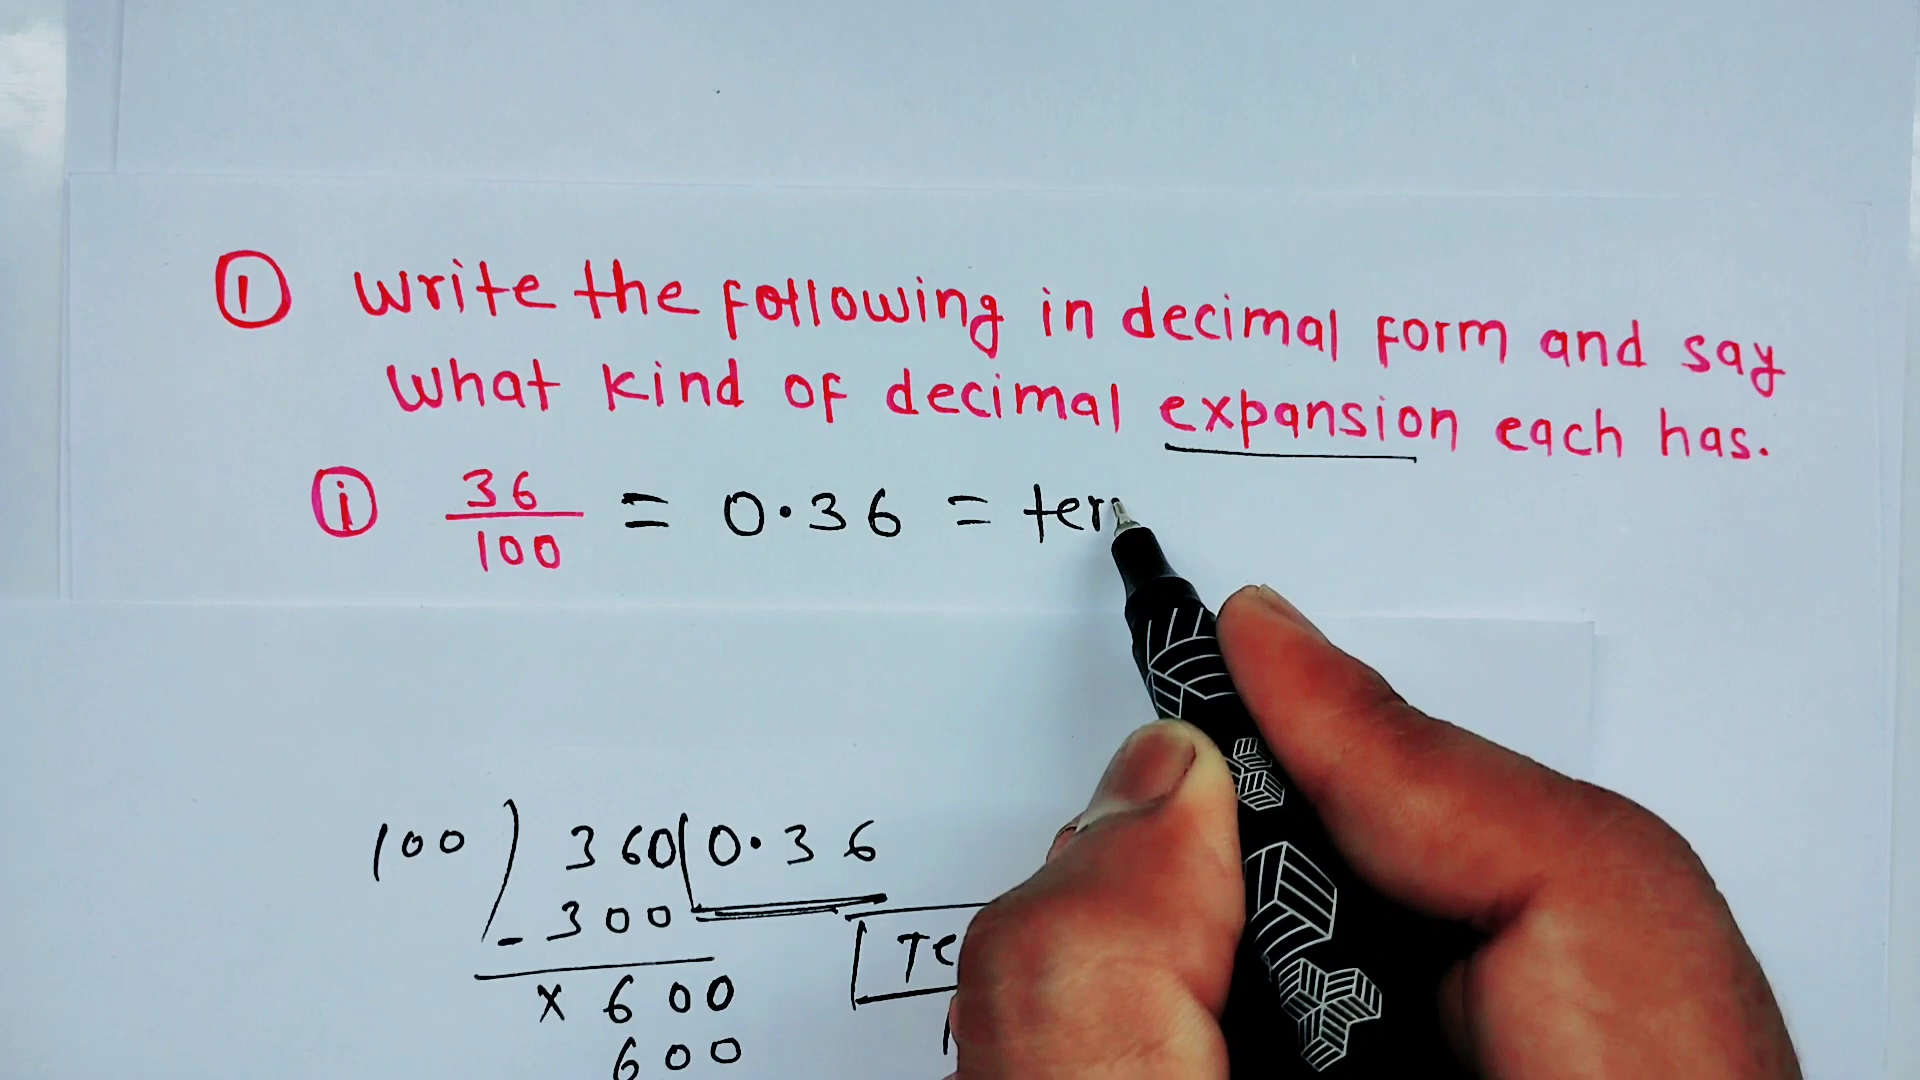 ① Write the following in decimal form and say
what kind of decimal expansion each has.
ⓘ 36/100 = 0.36 = ter
100 ) 360 ( 0.36
- 300
x 600
600